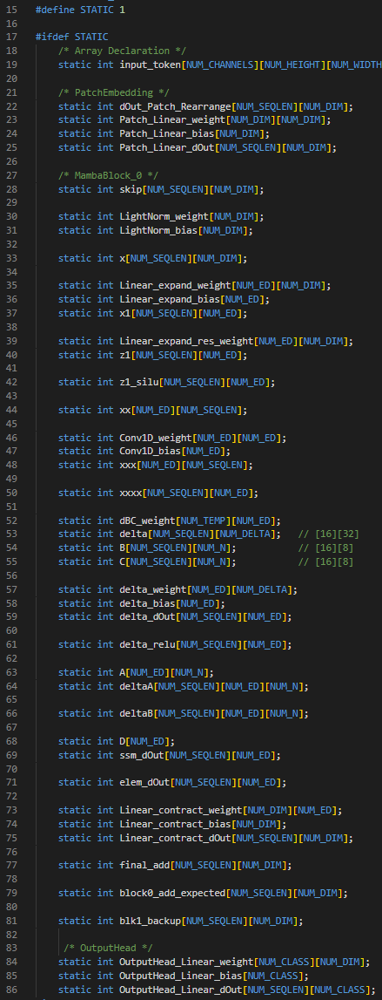 15 #define STATIC 1
16
17 #ifdef STATIC
18 /* Array Declaration */
19 static int input_token[NUM_CHANNELS][NUM_HEIGHT][NUM_WIDTH
20
21 /* PatchEmbedding */
22 static int dOut_Patch_Rearrange[NUM_SEQLEN][NUM_DIM];
23 static int Patch_Linear_weight[NUM_DIM][NUM_DIM];
24 static int Patch_Linear_bias[NUM_DIM];
25 static int Patch_Linear_dOut[NUM_SEQLEN][NUM_DIM];
26
27 /* MambaBlock_0 */
28 static int skip[NUM_SEQLEN][NUM_DIM];
29
30 static int LightNorm_weight[NUM_DIM];
31 static int LightNorm_bias[NUM_DIM];
32
33 static int x[NUM_SEQLEN][NUM_DIM];
34
35 static int Linear_expand_weight[NUM_ED][NUM_DIM];
36 static int Linear_expand_bias[NUM_ED];
37 static int x1[NUM_SEQLEN][NUM_ED];
38
39 static int Linear_expand_res_weight[NUM_ED][NUM_DIM];
40 static int z1[NUM_SEQLEN][NUM_ED];
41
42 static int z1_silu[NUM_SEQLEN][NUM_ED];
43
44 static int xx[NUM_ED][NUM_SEQLEN];
45
46 static int Conv1D_weight[NUM_ED][NUM_ED];
47 static int Conv1D_bias[NUM_ED];
48 static int xxx[NUM_ED][NUM_SEQLEN];
49
50 static int xxxx[NUM_SEQLEN][NUM_ED];
51
52 static int dBC_weight[NUM_TEMP][NUM_ED];
53 static int delta[NUM_SEQLEN][NUM_DELTA]; // [16][32]
54 static int B[NUM_SEQLEN][NUM_N]; // [16][8]
55 static int C[NUM_SEQLEN][NUM_N]; // [16][8]
56
57 static int delta_weight[NUM_ED][NUM_DELTA];
58 static int delta_bias[NUM_ED];
59 static int delta_dOut[NUM_SEQLEN][NUM_ED];
60
61 static int delta_relu[NUM_SEQLEN][NUM_ED];
62
63 static int A[NUM_ED][NUM_N];
64 static int deltaA[NUM_SEQLEN][NUM_ED][NUM_N];
65
66 static int deltaB[NUM_SEQLEN][NUM_ED][NUM_N];
67
68 static int D[NUM_ED];
69 static int ssm_dOut[NUM_SEQLEN][NUM_ED];
70
71 static int elem_dOut[NUM_SEQLEN][NUM_ED];
72
73 static int Linear_contract_weight[NUM_DIM][NUM_ED];
74 static int Linear_contract_bias[NUM_DIM];
75 static int Linear_contract_dOut[NUM_SEQLEN][NUM_DIM];
76
77 static int final_add[NUM_SEQLEN][NUM_DIM];
78
79 static int block0_add_expected[NUM_SEQLEN][NUM_DIM];
80
81 static int blk1_backup[NUM_SEQLEN][NUM_DIM];
82
83 /* OutputHead */
84 static int OutputHead_Linear_weight[NUM_CLASS][NUM_DIM];
85 static int OutputHead_Linear_bias[NUM_CLASS];
86 static int OutputHead_Linear_dOut[NUM_SEQLEN][NUM_CLASS];